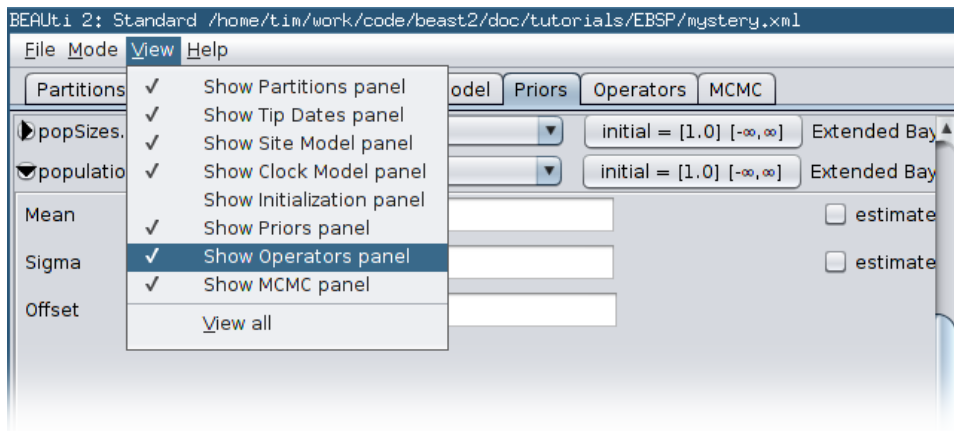 BEAUti 2: Standard /home/tim/work/code/beast2/doc/tutorials/EBSP/mystery.xml
File Mode View Help
Partitions odel Priors Operators MCMC
✓ Show Partitions panel
✓ Show Tip Dates panel
✓ Show Site Model panel
✓ Show Clock Model panel
Show Initialization panel
✓ Show Priors panel
✓ Show Operators panel
✓ Show MCMC panel
View all
popSizes. initial = [1.0] [-∞,∞] Extended Bay
populatio initial = [1.0] [-∞,∞] Extended Bay
Mean estimate
Sigma estimate
Offset